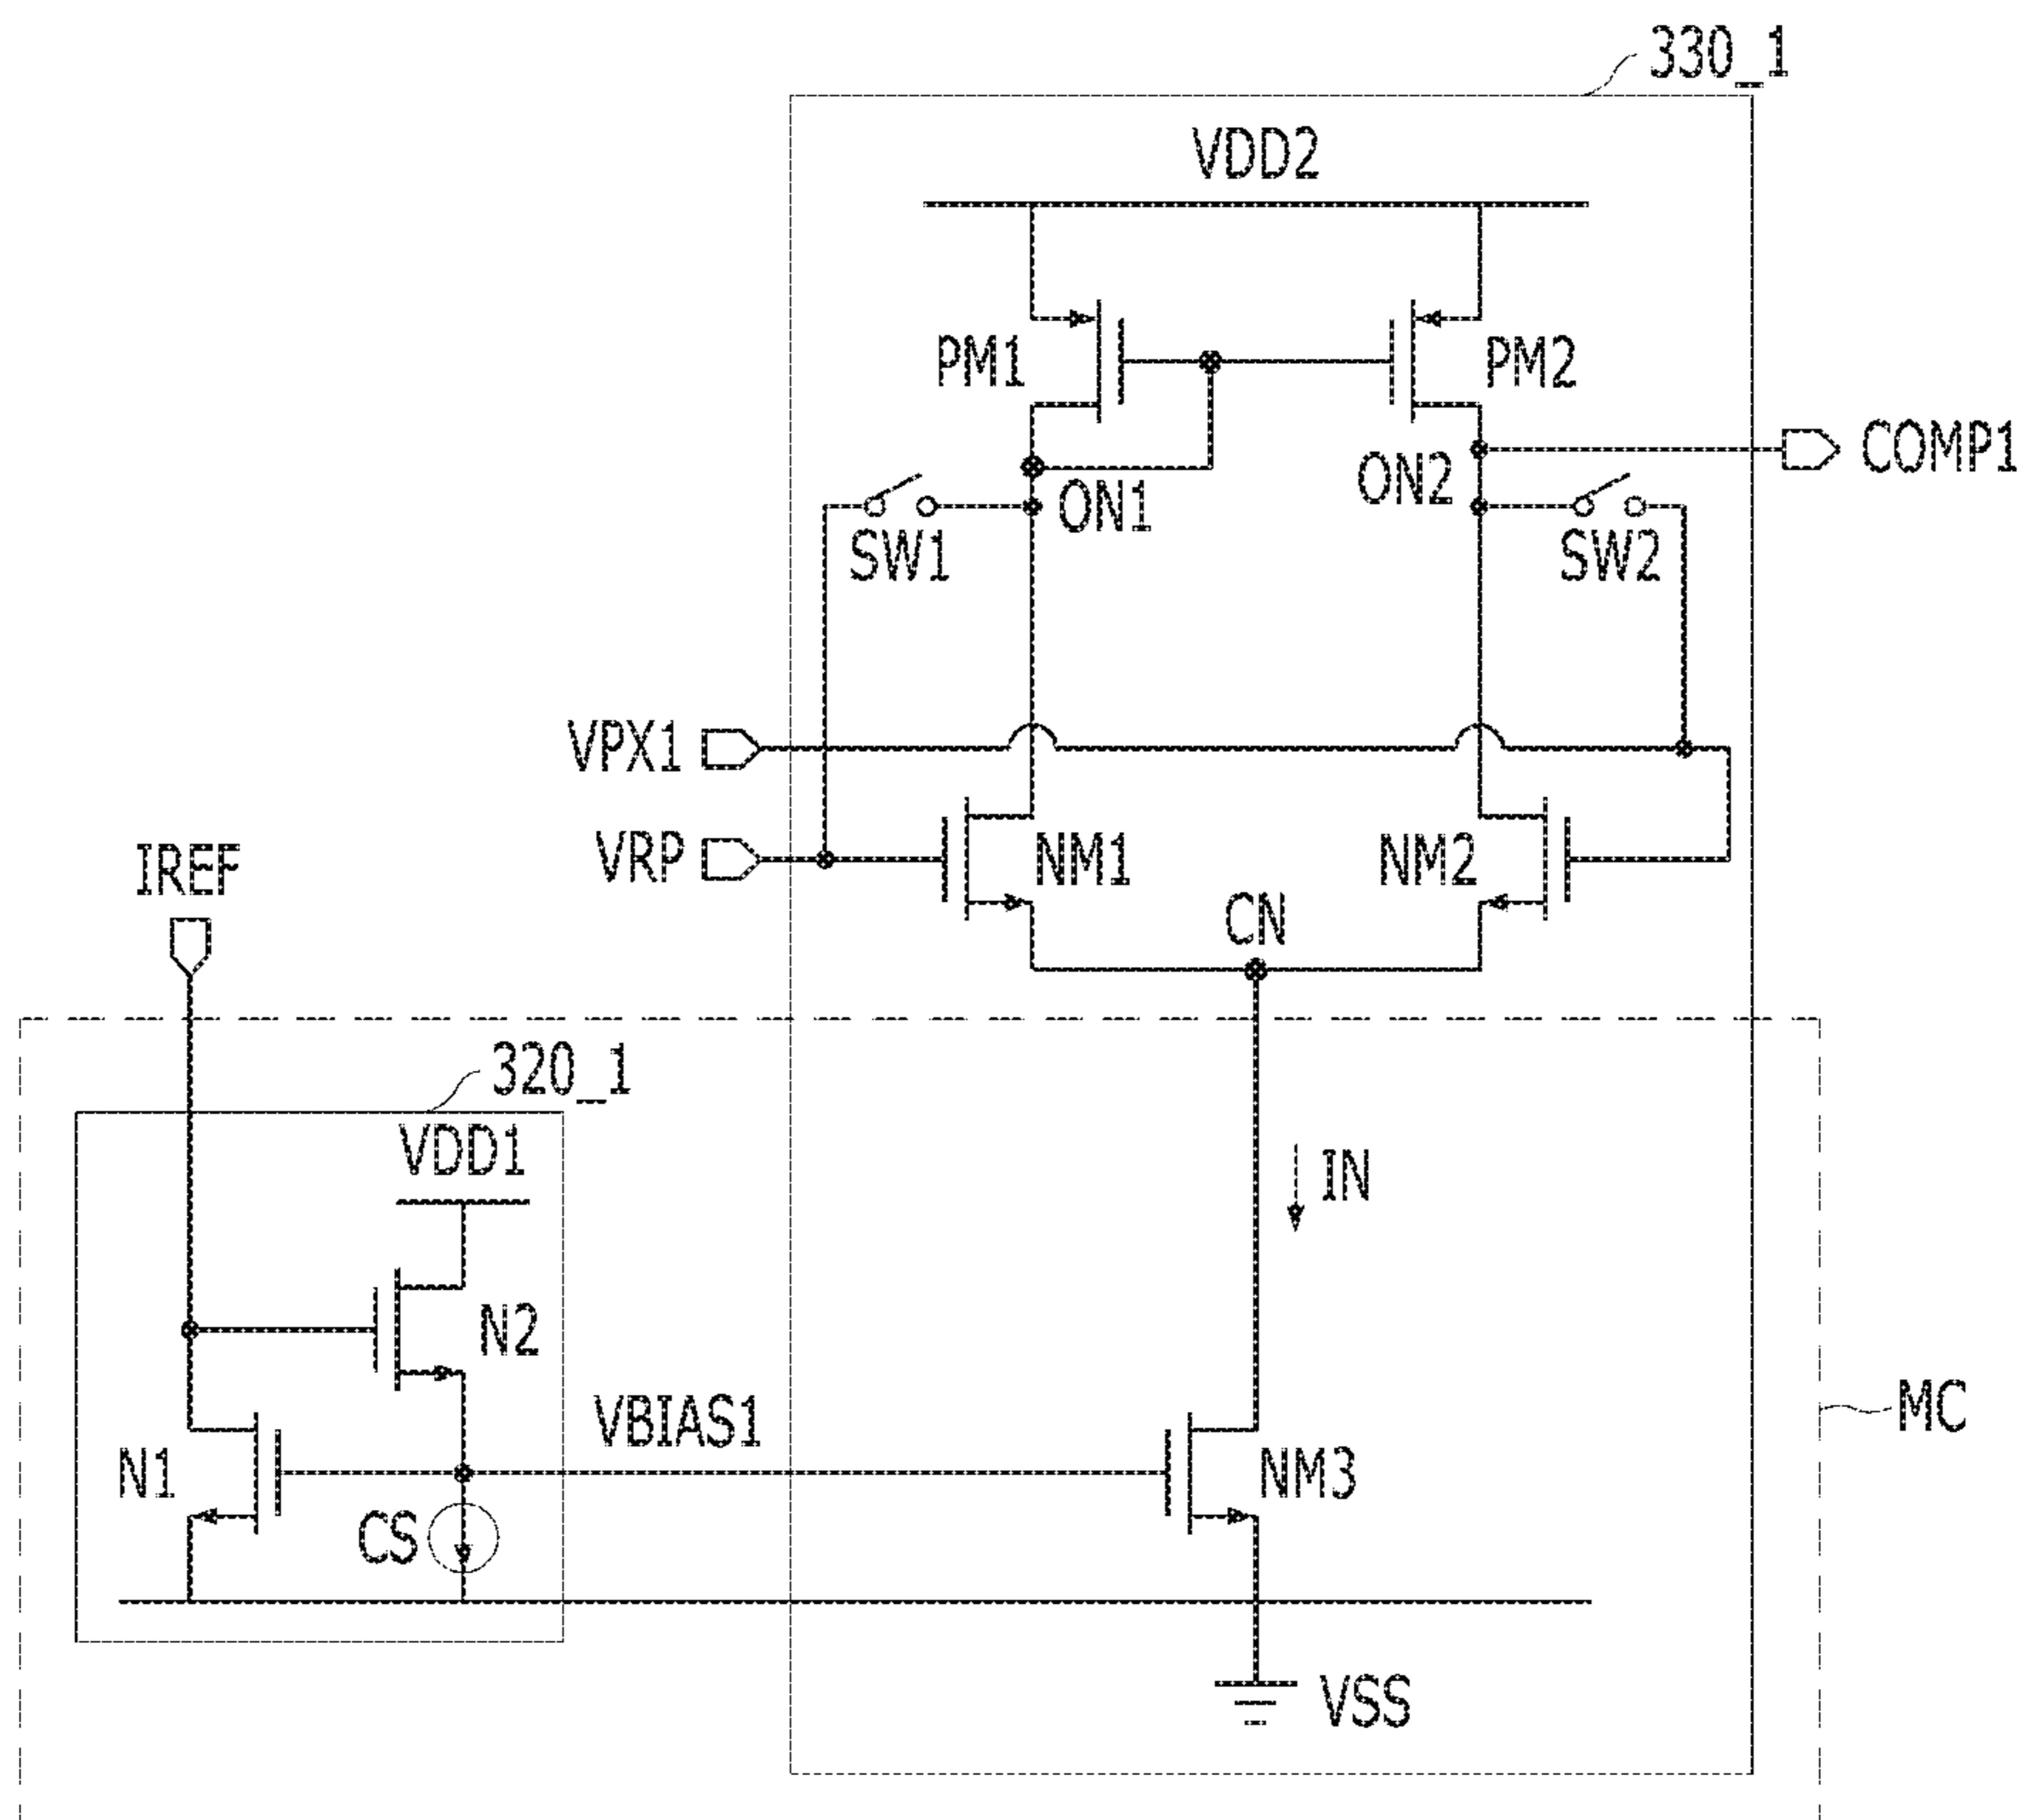 330_1
VDD2
PM1
PM2
COMP1
ON1
ON2
SW1
SW2
VPX1
VRP
NM1
NM2
IREF
CN
320_1
VDD1
IN
N2
VBIAS1
MC
N1
NM3
CS
VSS